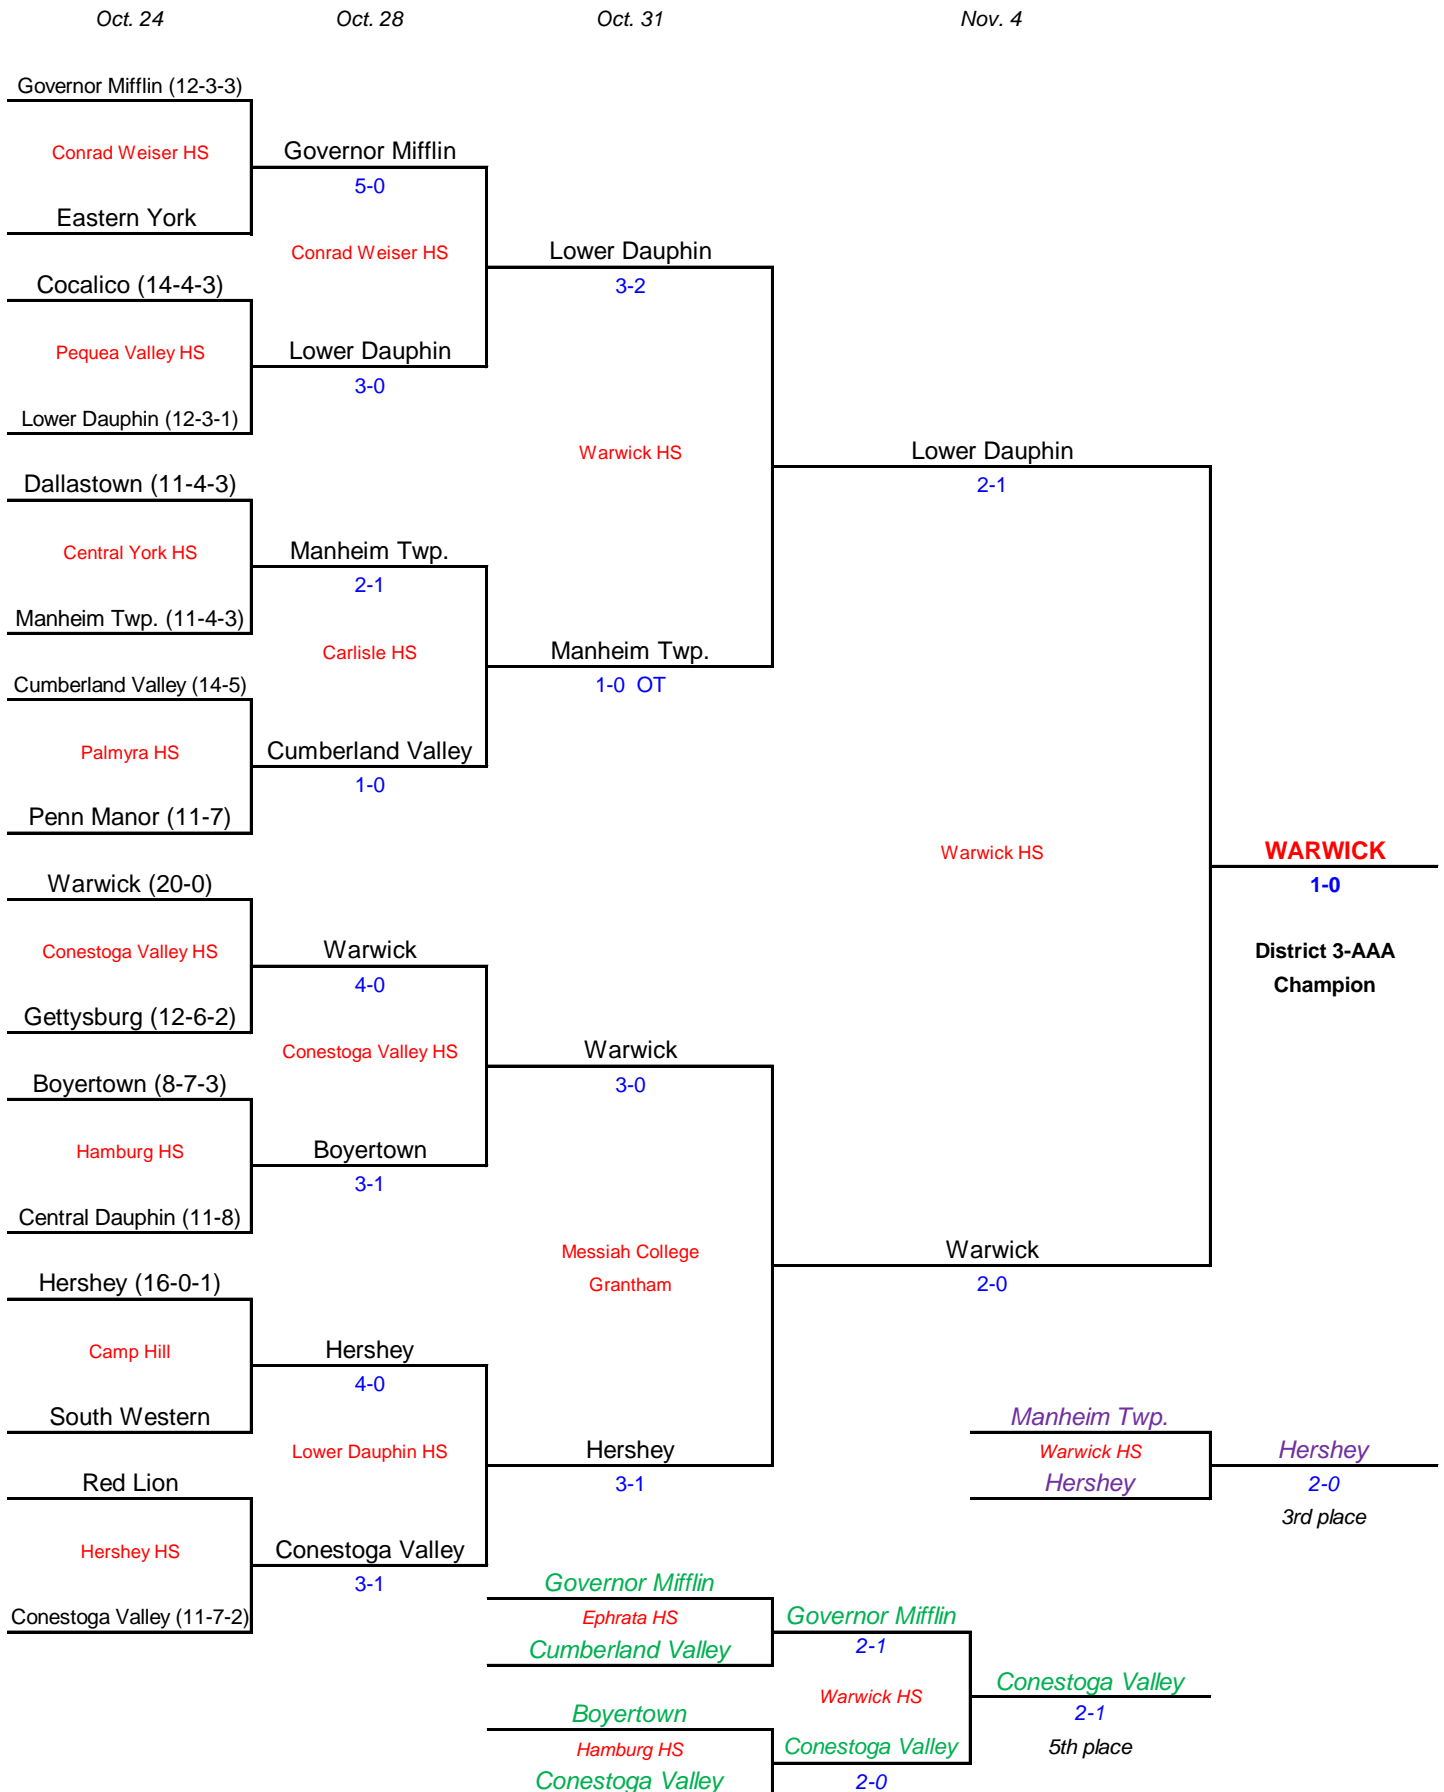 Oct. 24 Oct. 28 Oct. 31 Nov. 4
Governor Mifflin (12-3-3)
Conrad Weiser HS
Governor Mifflin
5-0
Eastern York
Conrad Weiser HS
Lower Dauphin
3-2
Cocalico (14-4-3)
Pequea Valley HS
Lower Dauphin
3-0
Lower Dauphin (12-3-1)
Warwick HS
Lower Dauphin
2-1
Dallastown (11-4-3)
Central York HS
Manheim Twp.
2-1
Manheim Twp. (11-4-3)
Carlisle HS
Manheim Twp.
1-0 OT
Cumberland Valley (14-5)
Palmyra HS
Cumberland Valley
1-0
Penn Manor (11-7)
Warwick HS
WARWICK
1-0
District 3-AAA
Champion
Warwick (20-0)
Conestoga Valley HS
Warwick
4-0
Gettysburg (12-6-2)
Conestoga Valley HS
Warwick
3-0
Boyertown (8-7-3)
Hamburg HS
Boyertown
3-1
Central Dauphin (11-8)
Messiah College
Grantham
Warwick
2-0
Hershey (16-0-1)
Camp Hill
Hershey
4-0
South Western
Lower Dauphin HS
Hershey
3-1
Red Lion
Hershey HS
Conestoga Valley
3-1
Conestoga Valley (11-7-2)
Manheim Twp.
Warwick HS
Hershey
Hershey
2-0
3rd place
Governor Mifflin
Ephrata HS
Cumberland Valley
Governor Mifflin
2-1
Warwick HS
Conestoga Valley
2-1
5th place
Boyertown
Hamburg HS
Conestoga Valley
Conestoga Valley
2-0